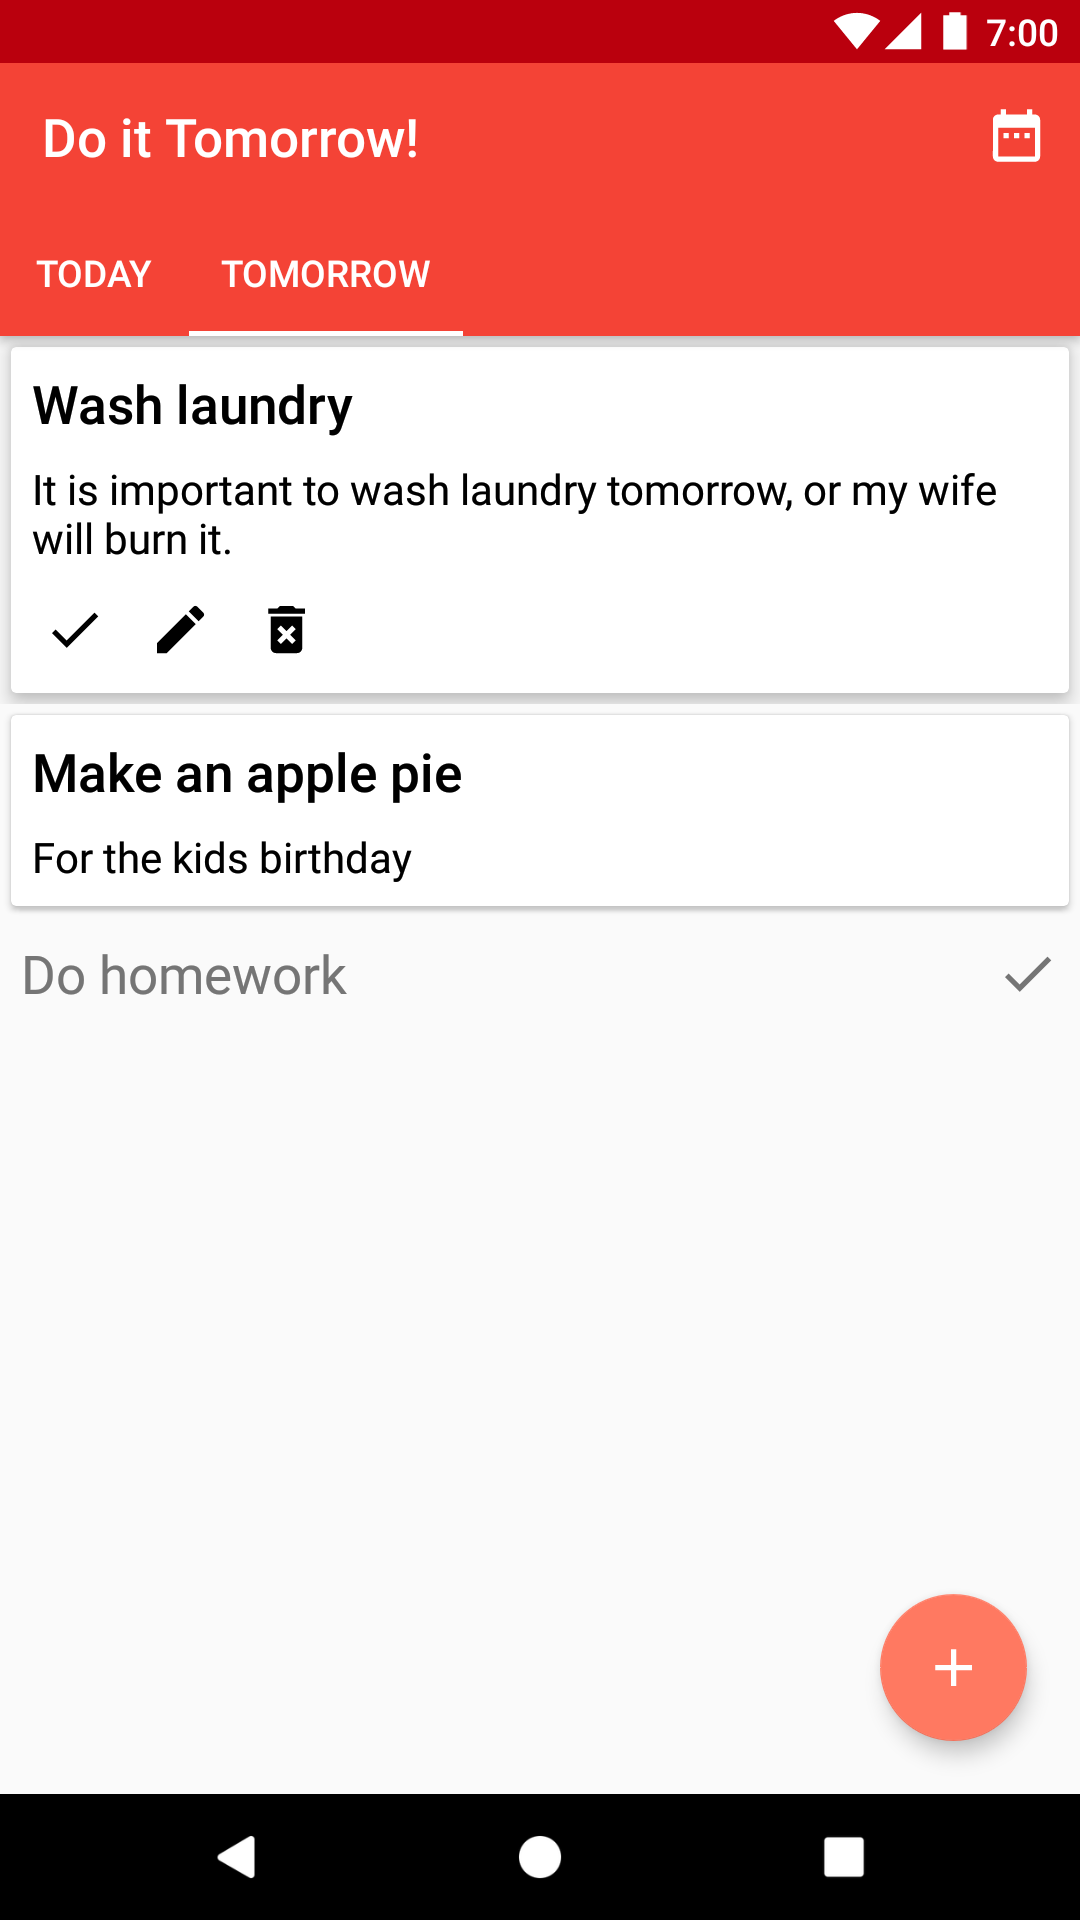 7:00
Do it Tomorrow!
TODAY TOMORROW
Wash laundry
It is important to wash laundry tomorrow, or my wife
will burn it.
Make an apple pie
For the kids birthday
Do homework